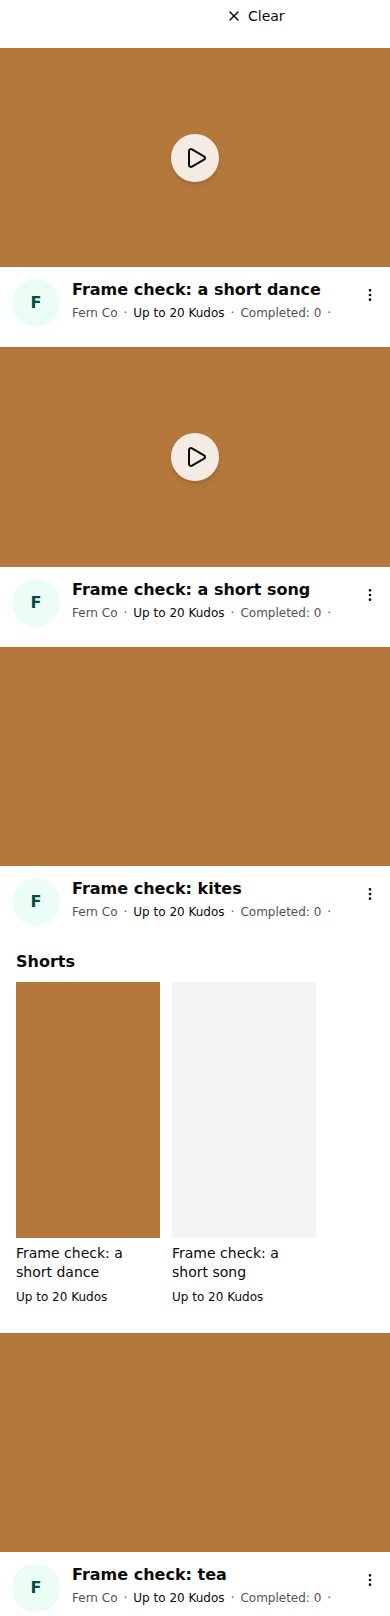 Clear
Frame check: a short dance
Fern Co · Up to 20 Kudos · Completed: 0 ·
F
Frame check: a short song
Fern Co · Up to 20 Kudos · Completed: 0 ·
F
Frame check: kites
Fern Co · Up to 20 Kudos · Completed: 0 ·
F
Shorts
Frame check: a
short dance
Up to 20 Kudos
Frame check: a
short song
Up to 20 Kudos
Frame check: tea
Fern Co · Up to 20 Kudos · Completed: 0 ·
F